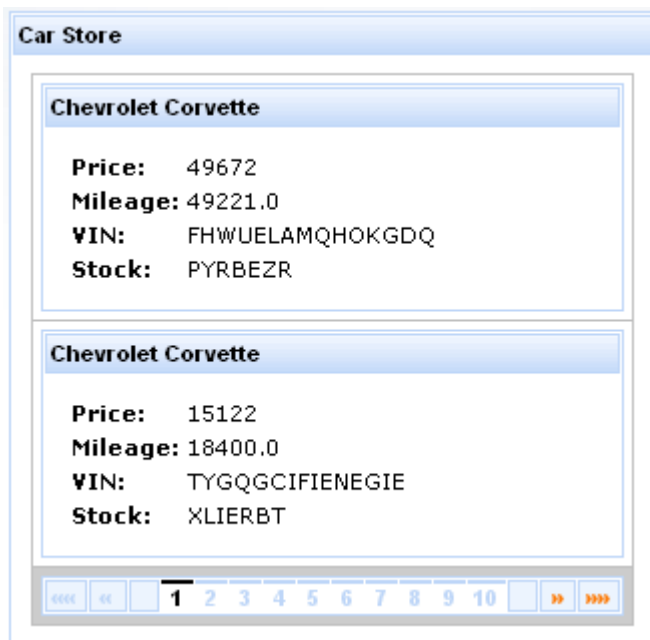 Car Store
Chevrolet Corvette
Price: 49672
Mileage: 49221.0
VIN: FHWUELAMQHOKGDQ
Stock: PYRBEZR
Chevrolet Corvette
Price: 15122
Mileage: 18400.0
VIN: TYGQGCIFIENEGIE
Stock: XLIERBT
«« « 1 2 3 4 5 6 7 8 9 10 » »»